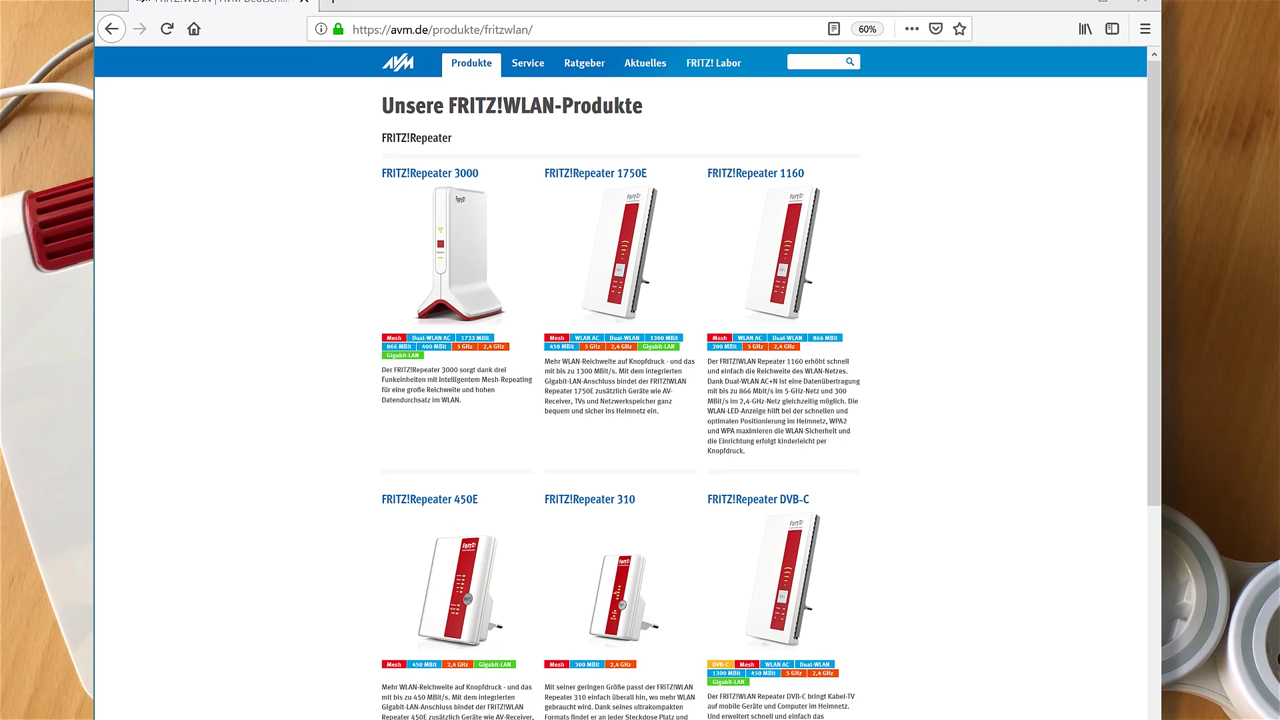 https://avm.de/produkte/fritzwlan/
60%
AVM
Produkte
Service
Ratgeber
Aktuelles
FRITZ! Labor
Unsere FRITZ!WLAN-Produkte
FRITZ!Repeater
FRITZ!Repeater 3000
FRITZ!Repeater 1750E
FRITZ!Repeater 1160
Mesh Dual-WLAN AC 1733 MBit
866 MBit 400 MBit 5 GHz 2,4 GHz
Gigabit-LAN
Der FRITZ!Repeater 3000 sorgt dank drei
Funkeinheiten mit intelligentem Mesh-Repeating
für eine große Reichweite und hohen
Datendurchsatz im WLAN.
Mesh WLAN AC Dual-WLAN 1300 MBit
450 MBit 5 GHz 2,4 GHz Gigabit-LAN
Mehr WLAN-Reichweite auf Knopfdruck - und das
mit bis zu 1300 MBit/s. Mit dem integrierten
Gigabit-LAN-Anschluss bindet der FRITZ!WLAN
Repeater 1750E zusätzlich Geräte wie AV-
Receiver, TVs und Netzwerkspeicher ganz
bequem und sicher ins Heimnetz ein.
Mesh WLAN AC Dual-WLAN 866 MBit
300 MBit 5 GHz 2,4 GHz
Der FRITZ!WLAN Repeater 1160 erhöht schnell
und einfach die Reichweite des WLAN-Netzes.
Dank Dual-WLAN AC+N ist eine Datenübertragung
mit bis zu 866 Mbit/s im 5-GHz-Netz und 300
MBit/s im 2,4-GHz-Netz gleichzeitig möglich. Die
WLAN-LED-Anzeige hilft bei der schnellen und
optimalen Positionierung im Heimnetz, WPA2
und WPA maximieren die WLAN-Sicherheit und
die Einrichtung erfolgt kinderleicht per
Knopfdruck.
FRITZ!Repeater 450E
FRITZ!Repeater 310
FRITZ!Repeater DVB-C
Mesh 450 MBit 2,4 GHz Gigabit-LAN
Mehr WLAN-Reichweite auf Knopfdruck - und das
mit bis zu 450 MBit/s. Mit dem integrierten
Gigabit-LAN-Anschluss bindet der FRITZ!WLAN
Repeater 450E zusätzlich Geräte wie AV-Receiver,
Mesh 300 MBit 2,4 GHz
Mit seiner geringen Größe passt der FRITZ!WLAN
Repeater 310 einfach überall hin, wo mehr WLAN
gebraucht wird. Dank seines ultrakompakten
Formats findet er an jeder Steckdose Platz und
DVB-C Mesh WLAN AC Dual-WLAN
1300 MBit 450 MBit 5 GHz 2,4 GHz
Gigabit-LAN
Der FRITZ!WLAN Repeater DVB-C bringt Kabel-TV
auf mobile Geräte und Computer im Heimnetz.
Und erweitert schnell und einfach das